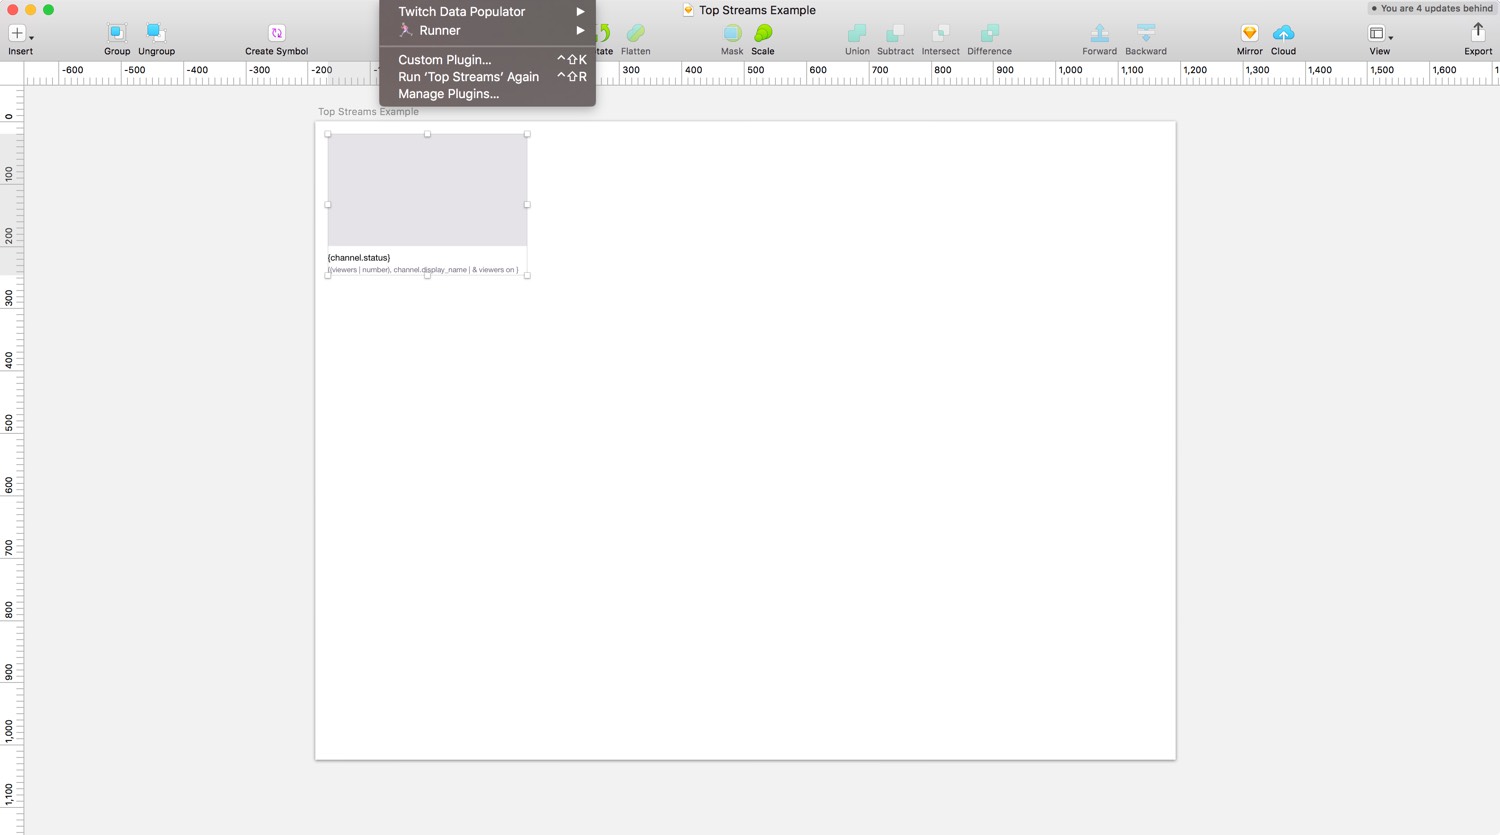 Twitch Data Populator
Runner
Custom Plugin... ^⇧K
Run ‘Top Streams’ Again ^⇧R
Manage Plugins...
Top Streams Example
You are 4 updates behind
Insert
Group
Ungroup
Create Symbol
tate
Flatten
Mask
Scale
Union
Subtract
Intersect
Difference
Forward
Backward
Mirror
Cloud
View
Export
-600 -500 -400 -300 -200 300 400 500 600 700 800 900 1,000 1,100 1,200 1,300 1,400 1,500 1,600
Top Streams Example
{channel.status}
{(viewers | number), channel.display_name | & viewers on }
0
100
200
300
400
500
600
700
800
900
1,000
1,100